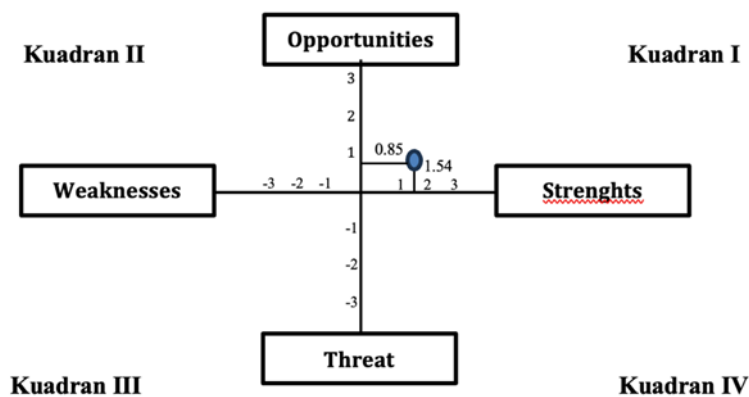 Opportunities
Kuadran II
Kuadran I
3
2
1
0.85
1.54
Weaknesses
-3 -2 -1
1 2 3
Strenghts
-1
-2
-3
Threat
Kuadran III
Kuadran IV